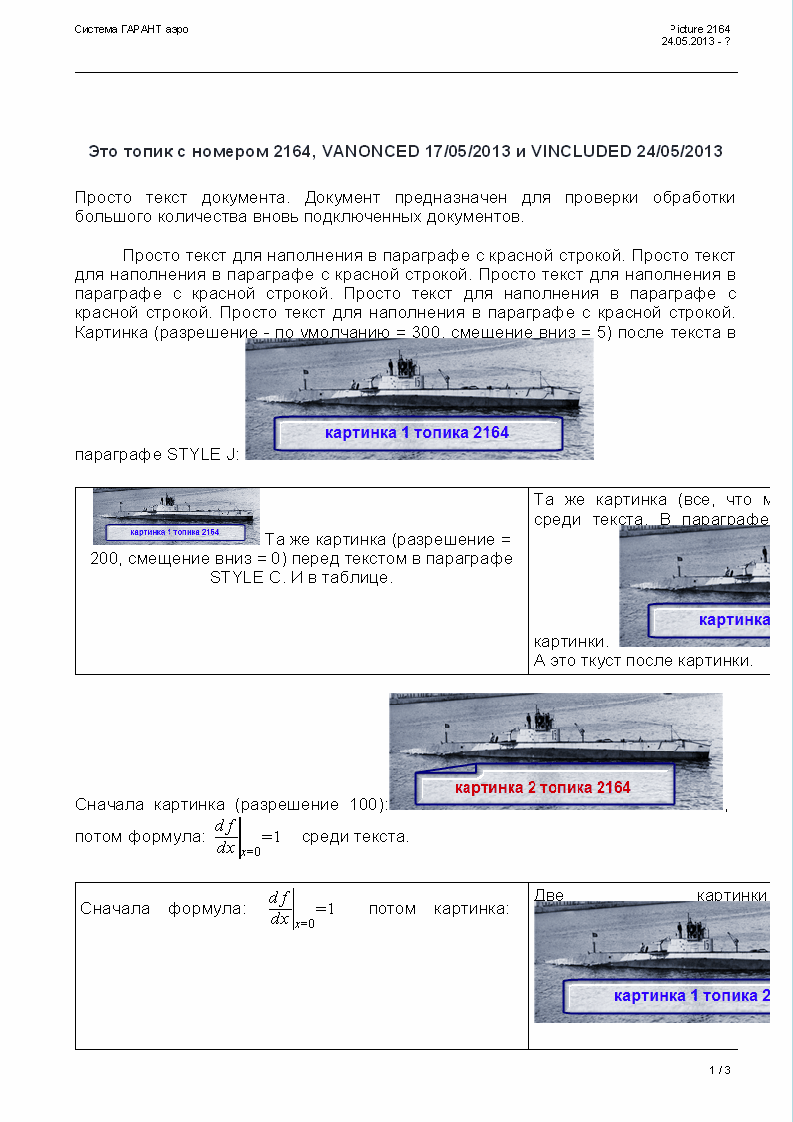 Система ГАРАНТ аэро
Picture 2164
24.05.2013 - ?
Это топик с номером 2164, VANONCED 17/05/2013 и VINCLUDED 24/05/2013
Просто текст документа. Документ предназначен для проверки обработки
большого количества вновь подключенных документов.
Просто текст для наполнения в параграфе с красной строкой. Просто текст
для наполнения в параграфе с красной строкой. Просто текст для наполнения в
параграфе с красной строкой. Просто текст для наполнения в параграфе с
красной строкой. Просто текст для наполнения в параграфе с красной строкой.
Картинка (разрешение - по умолчанию = 300, смещение вниз = 5) после текста в
картинка 1 топика 2164
параграфе STYLE J:
картинка 1 топика 2164
Та же картинка (разрешение =
200, смещение вниз = 0) перед текстом в параграфе
STYLE C. И в таблице.
Та же картинка (все, что м
среди текста. В параграфе
картинка
картинки.
А это ткуст после картинки.
картинка 2 топика 2164
Сначала картинка (разрешение 100): ,
потом формула: df/dx|x=0 =1 среди текста.
Сначала формула: df/dx|x=0 =1 потом картинка:
Две картинки
картинка 1 топика 2
1 / 3